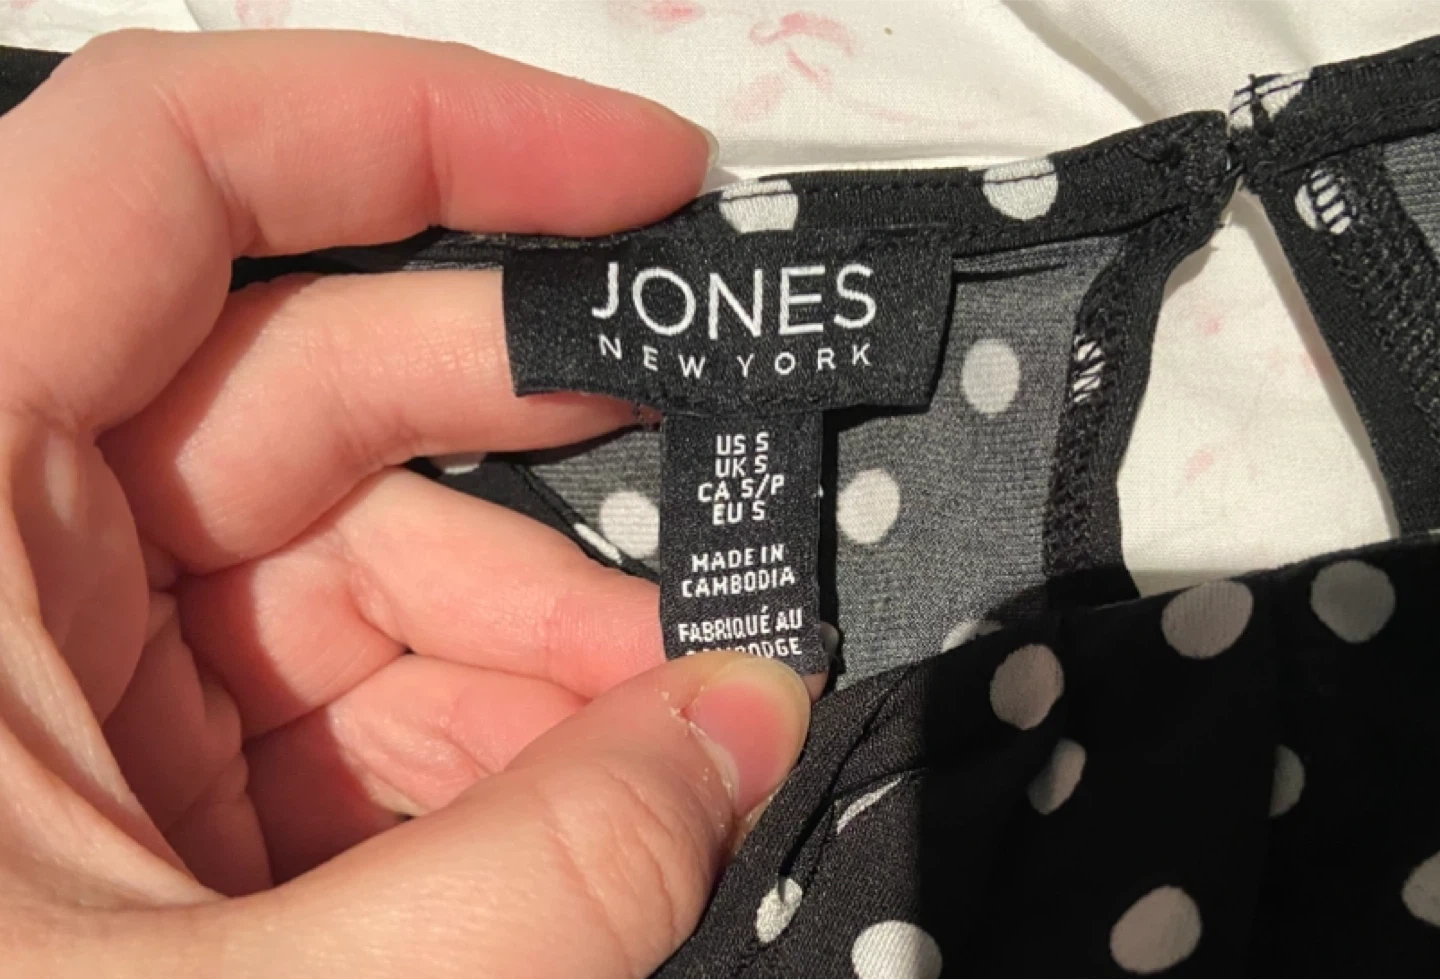 JONES
NEW YORK
US S
UK S
CA S/P
EU S
MADE IN
CAMBODIA
FABRIQUÉ AU